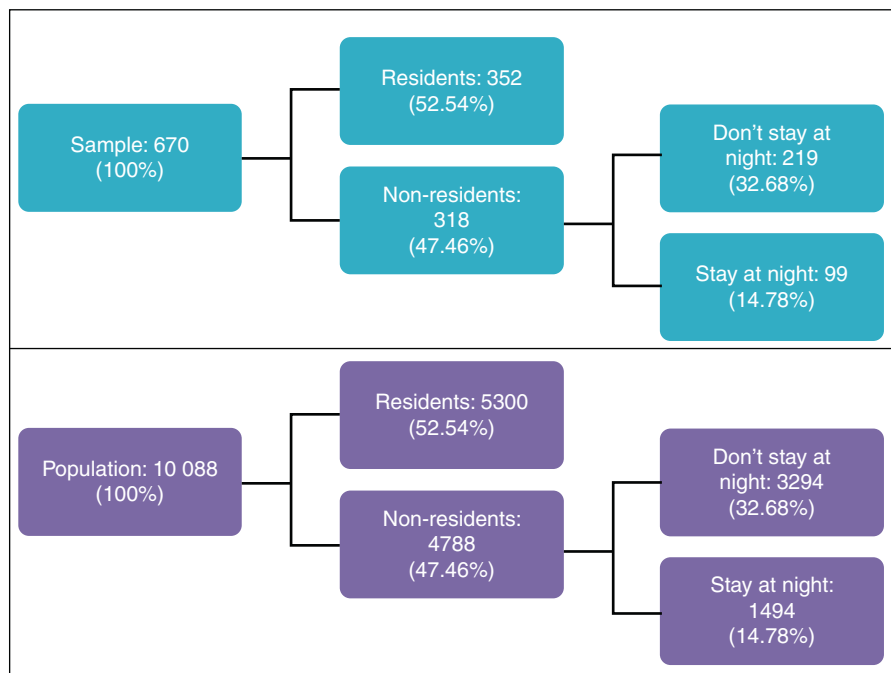 Sample: 670
(100%)
Residents: 352
(52.54%)
Non-residents:
318
(47.46%)
Don't stay at
night: 219
(32.68%)
Stay at night: 99
(14.78%)
Population: 10 088
(100%)
Residents: 5300
(52.54%)
Non-residents:
4788
(47.46%)
Don't stay at
night: 3294
(32.68%)
Stay at night:
1494
(14.78%)